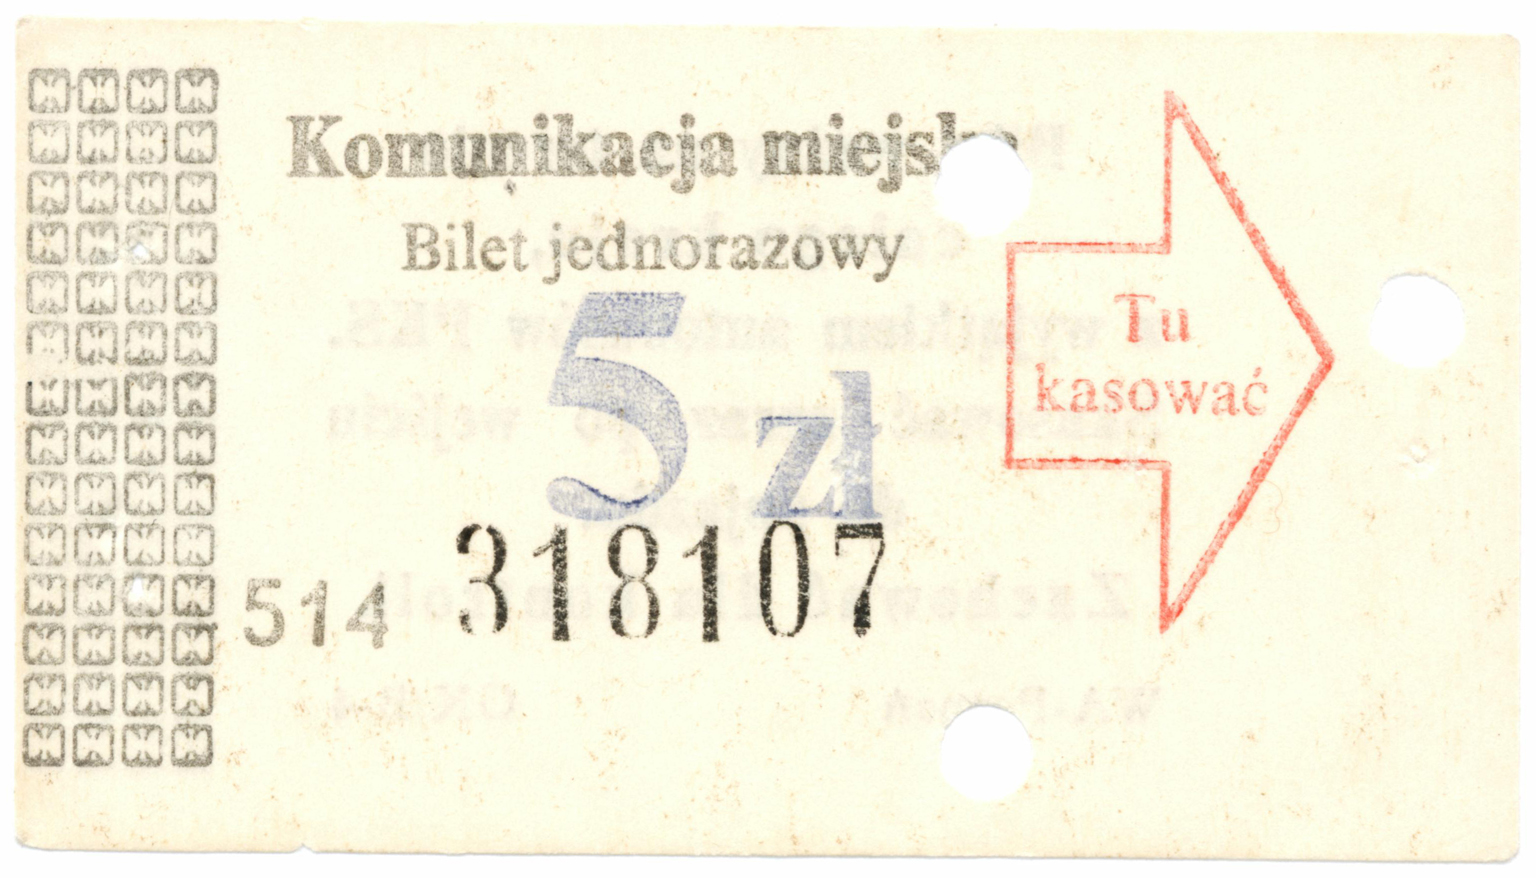 Komunikacja miejska
Bilet jednorazowy
5 zł
514 318107
Tu
kasować